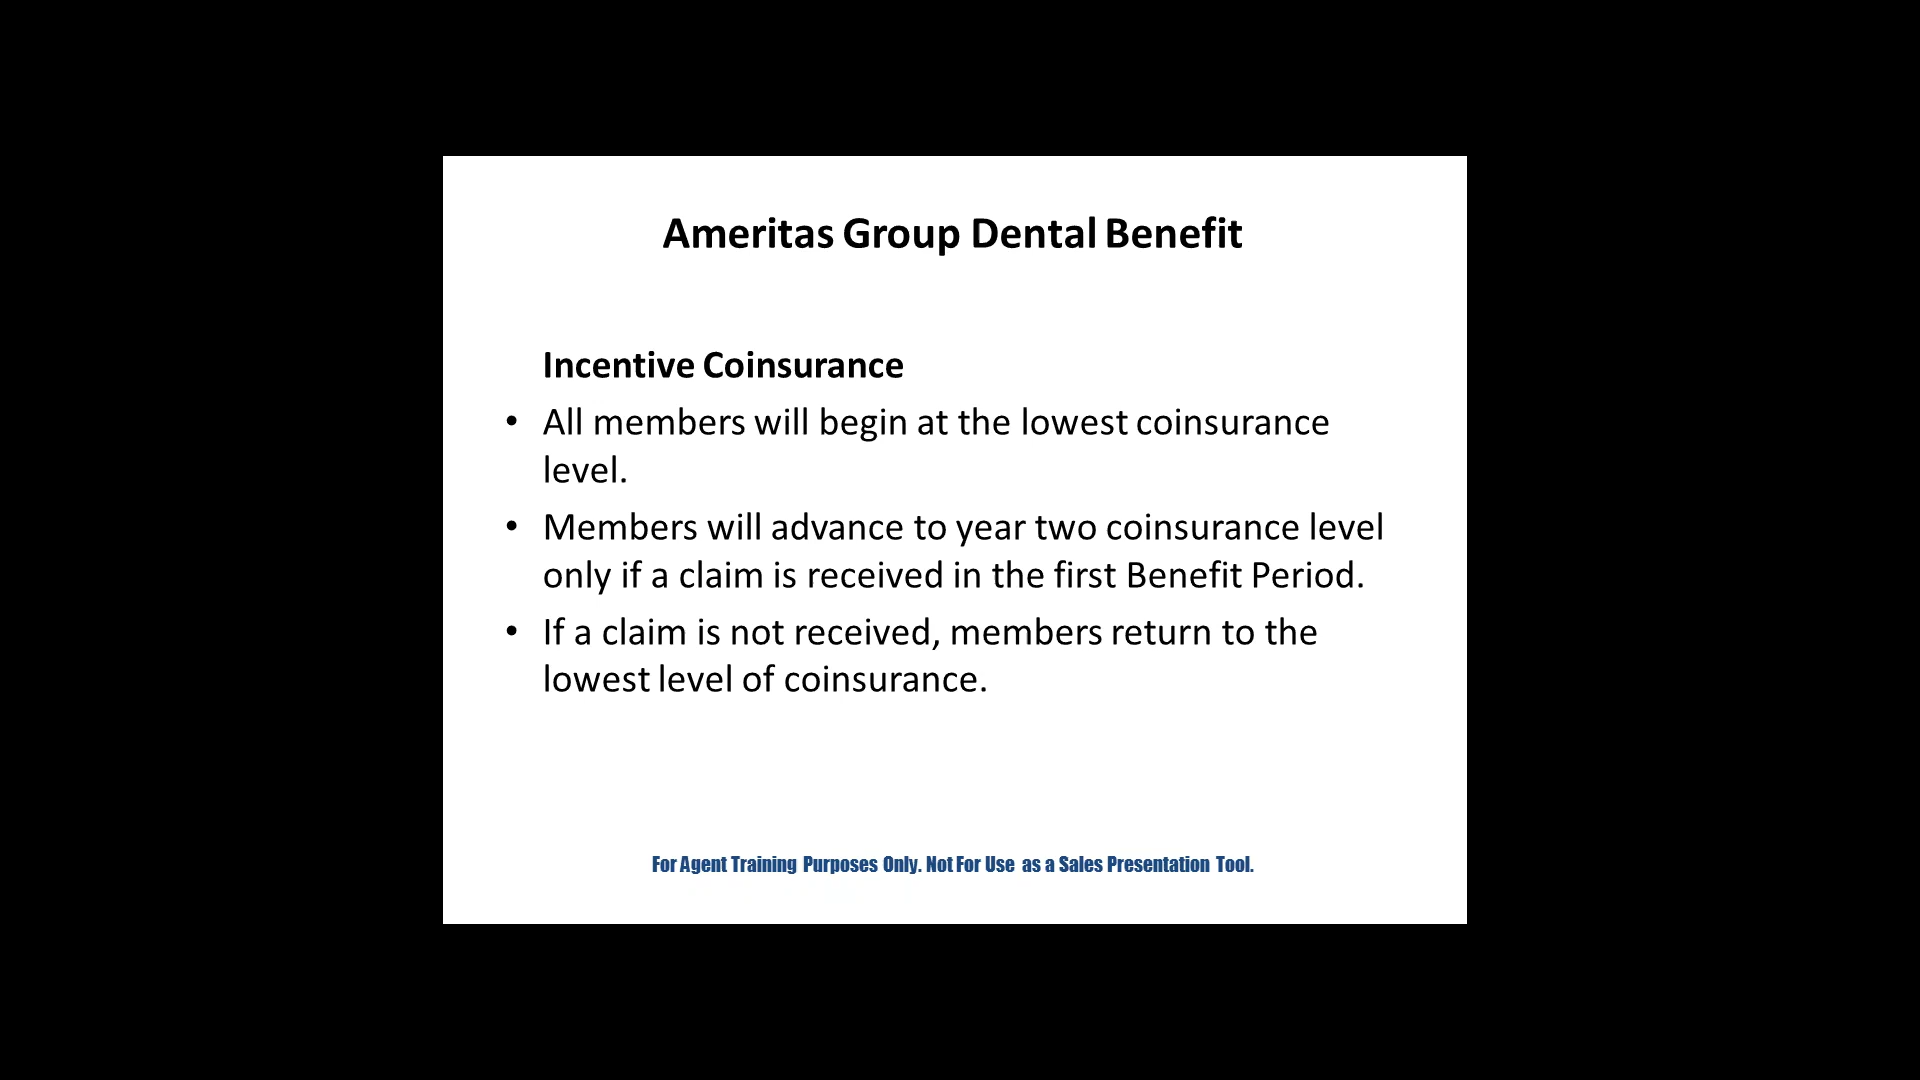 Ameritas Group Dental Benefit
Incentive Coinsurance
• All members will begin at the lowest coinsurance
level.
• Members will advance to year two coinsurance level
only if a claim is received in the first Benefit Period.
• If a claim is not received, members return to the
lowest level of coinsurance.
For Agent Training Purposes Only. Not For Use as a Sales Presentation Tool.